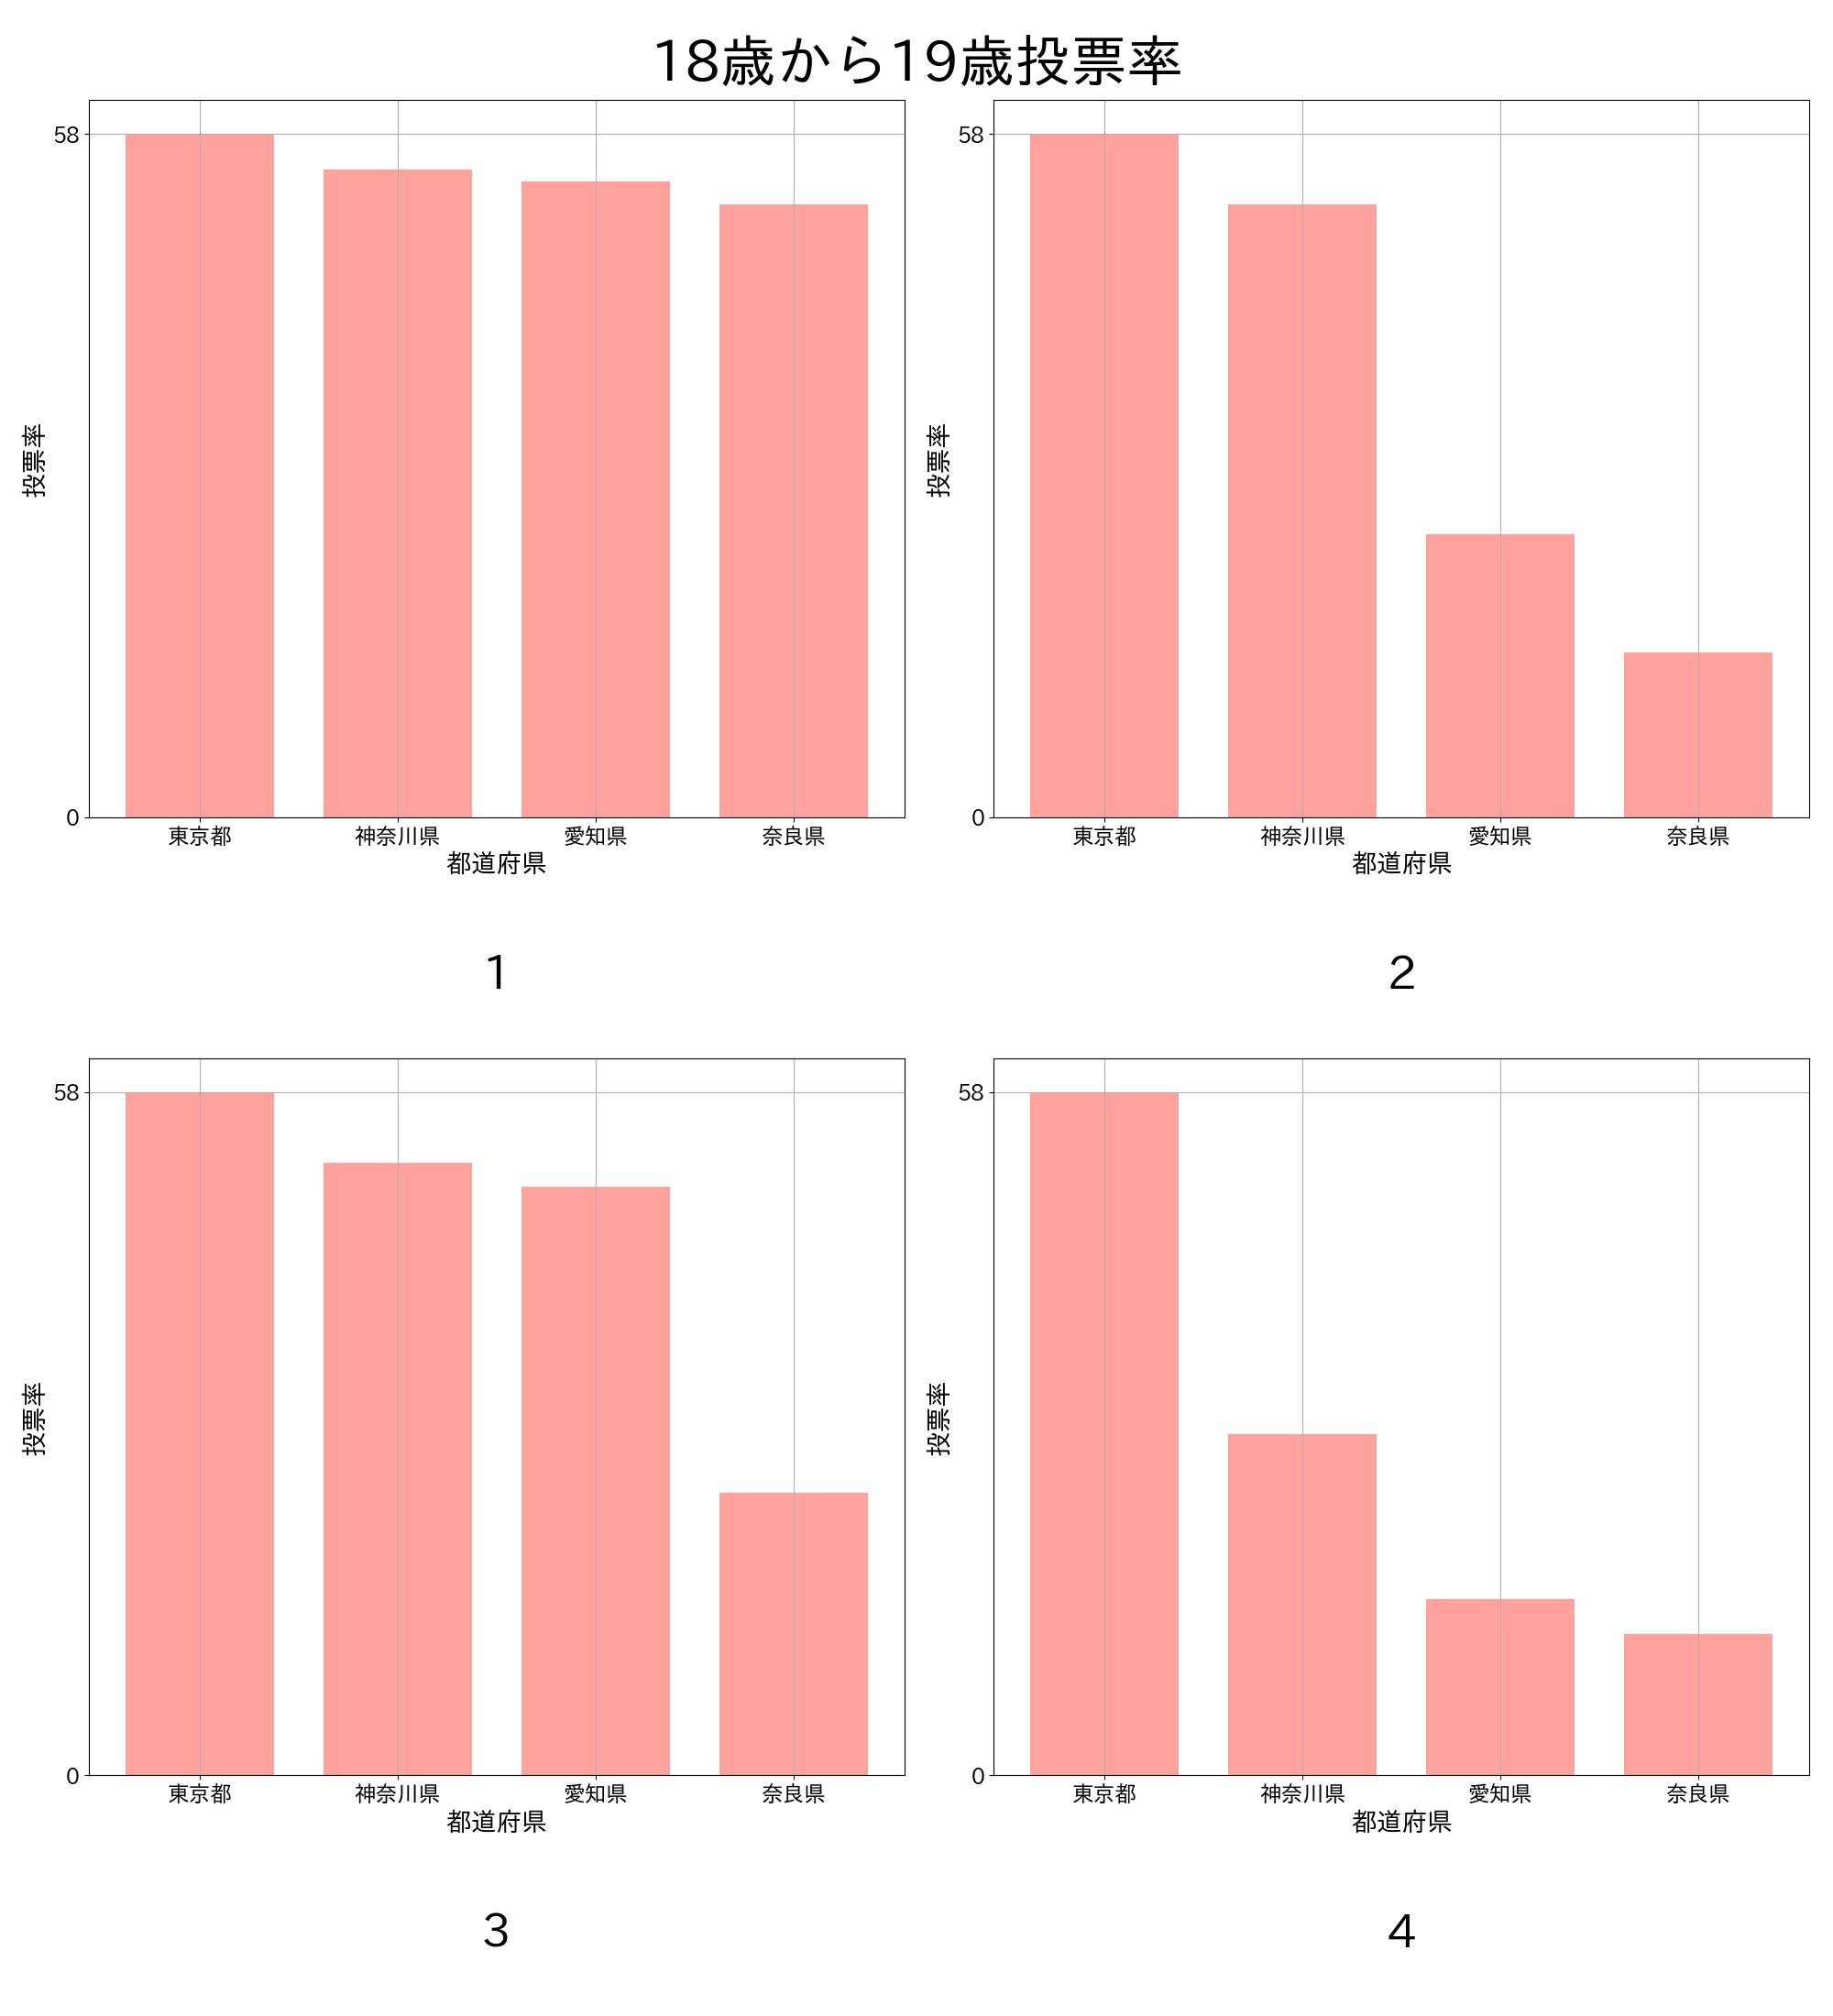 18歳から19歳投票率
58
0
投票率
東京都 神奈川県 愛知県 奈良県
都道府県
1
58
0
投票率
東京都 神奈川県 愛知県 奈良県
都道府県
2
58
0
投票率
東京都 神奈川県 愛知県 奈良県
都道府県
3
58
0
投票率
東京都 神奈川県 愛知県 奈良県
都道府県
4